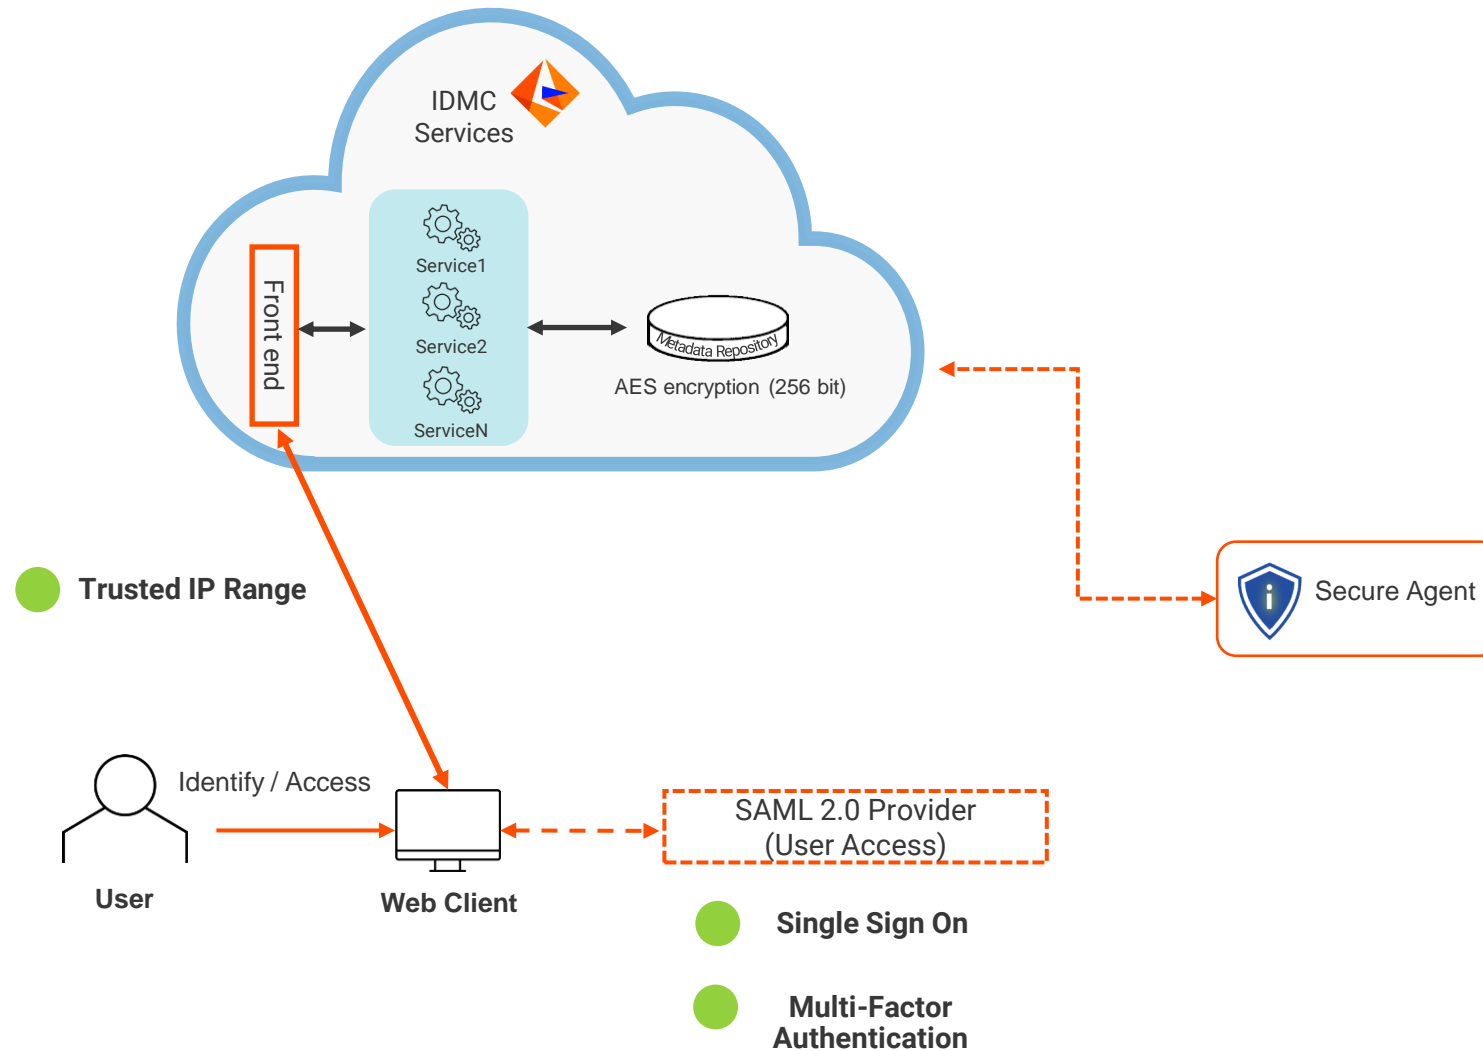 IDMC
Services
Service1
Service2
ServiceN
Front end
Metadata Repository
AES encryption (256 bit)
Trusted IP Range
Secure Agent
Identify / Access
User
Web Client
SAML 2.0 Provider
(User Access)
Single Sign On
Multi-Factor
Authentication